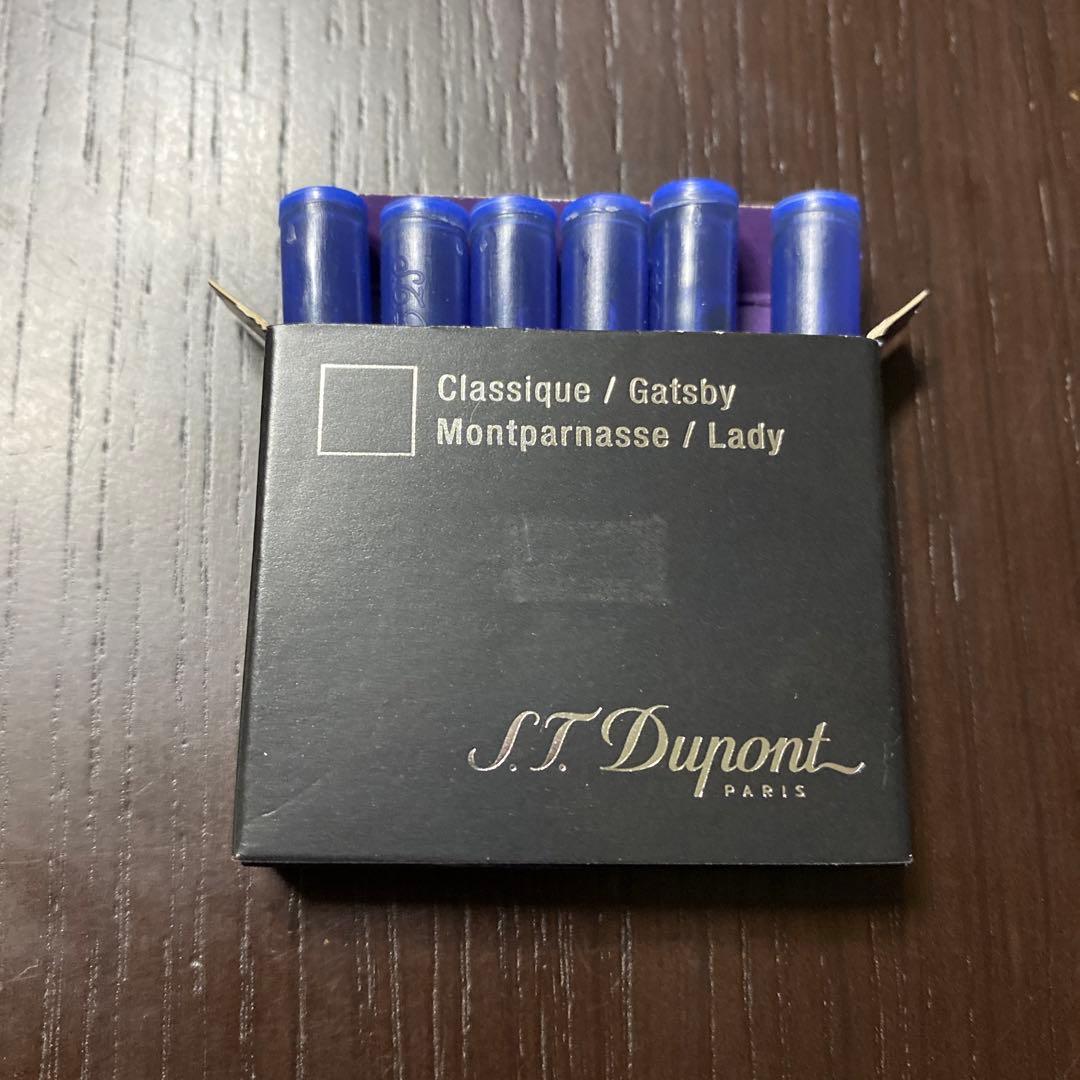 Classique / Gatsby
Montparnasse / Lady
S.T. Dupont
PARIS